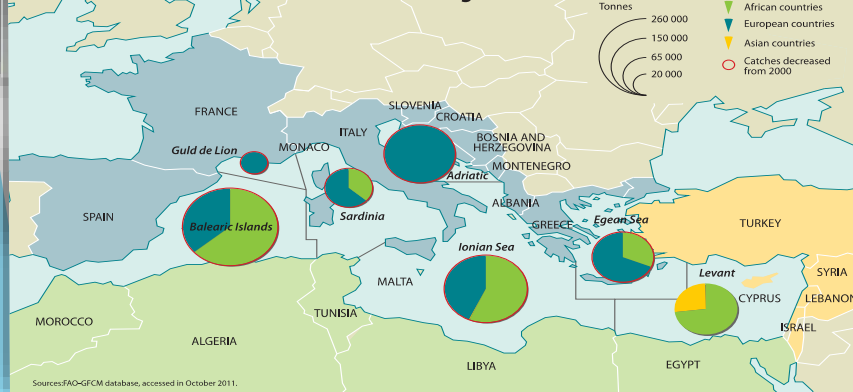 Tonnes
260 000
150 000
65 000
20 000
African countries
European countries
Asian countries
Catches decreased
from 2000
FRANCE
SLOVENIA
CROATIA
ITALY
BOSNIA AND
HERZEGOVINA
Guld de Lion
MONACO
MONTENEGRO
Adriatic
ALBANIA
SPAIN
Balearic Islands
Sardinia
GREECE
Egean Sea
TURKEY
Ionian Sea
Levant
SYRIA
MALTA
CYPRUS
LEBANON
MOROCCO
TUNISIA
ISRAEL
ALGERIA
LIBYA
EGYPT
Sources:FAO-GFCM database, accessed in October 2011.